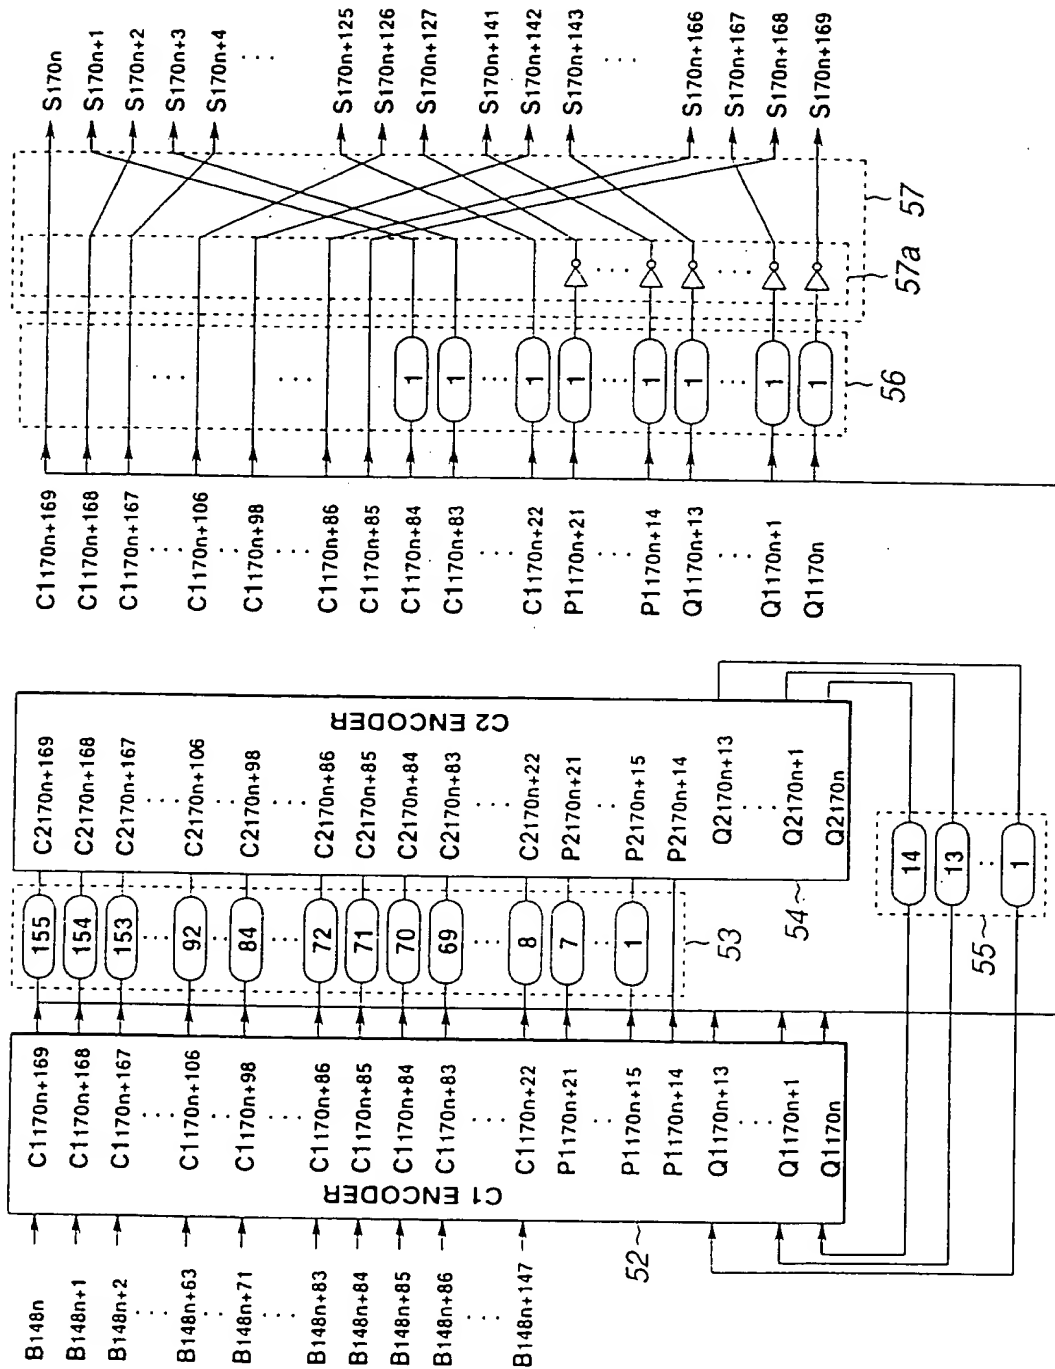 B148n
B148n+1
B148n+2
B148n+63
B148n+71
B148n+83
B148n+84
B148n+85
B148n+86
B148n+147
C1 ENCODER
C1170n+169
C1170n+168
C1170n+167
C1170n+106
C1170n+98
C1170n+86
C1170n+85
C1170n+84
C1170n+83
C1170n+22
P1170n+21
P1170n+15
P1170n+14
Q1170n+13
Q1170n+1
Q1170n
52
155
154
153
92
84
72
71
70
69
8
7
1
53
C2170n+169
C2170n+168
C2170n+167
C2170n+106
C2170n+98
C2170n+86
C2170n+85
C2170n+84
C2170n+83
C2170n+22
P2170n+21
P2170n+15
P2170n+14
Q2170n+13
Q2170n+1
Q2170n
C2 ENCODER
54
14
13
1
55
C1170n+169
C1170n+168
C1170n+167
C1170n+106
C1170n+98
C1170n+86
C1170n+85
C1170n+84
C1170n+83
C1170n+22
P1170n+21
P1170n+14
Q1170n+13
Q1170n+1
Q1170n
1
1
1
1
1
1
1
1
56
57a
57
S170n
S170n+1
S170n+2
S170n+3
S170n+4
S170n+125
S170n+126
S170n+127
S170n+141
S170n+142
S170n+143
S170n+166
S170n+167
S170n+168
S170n+169